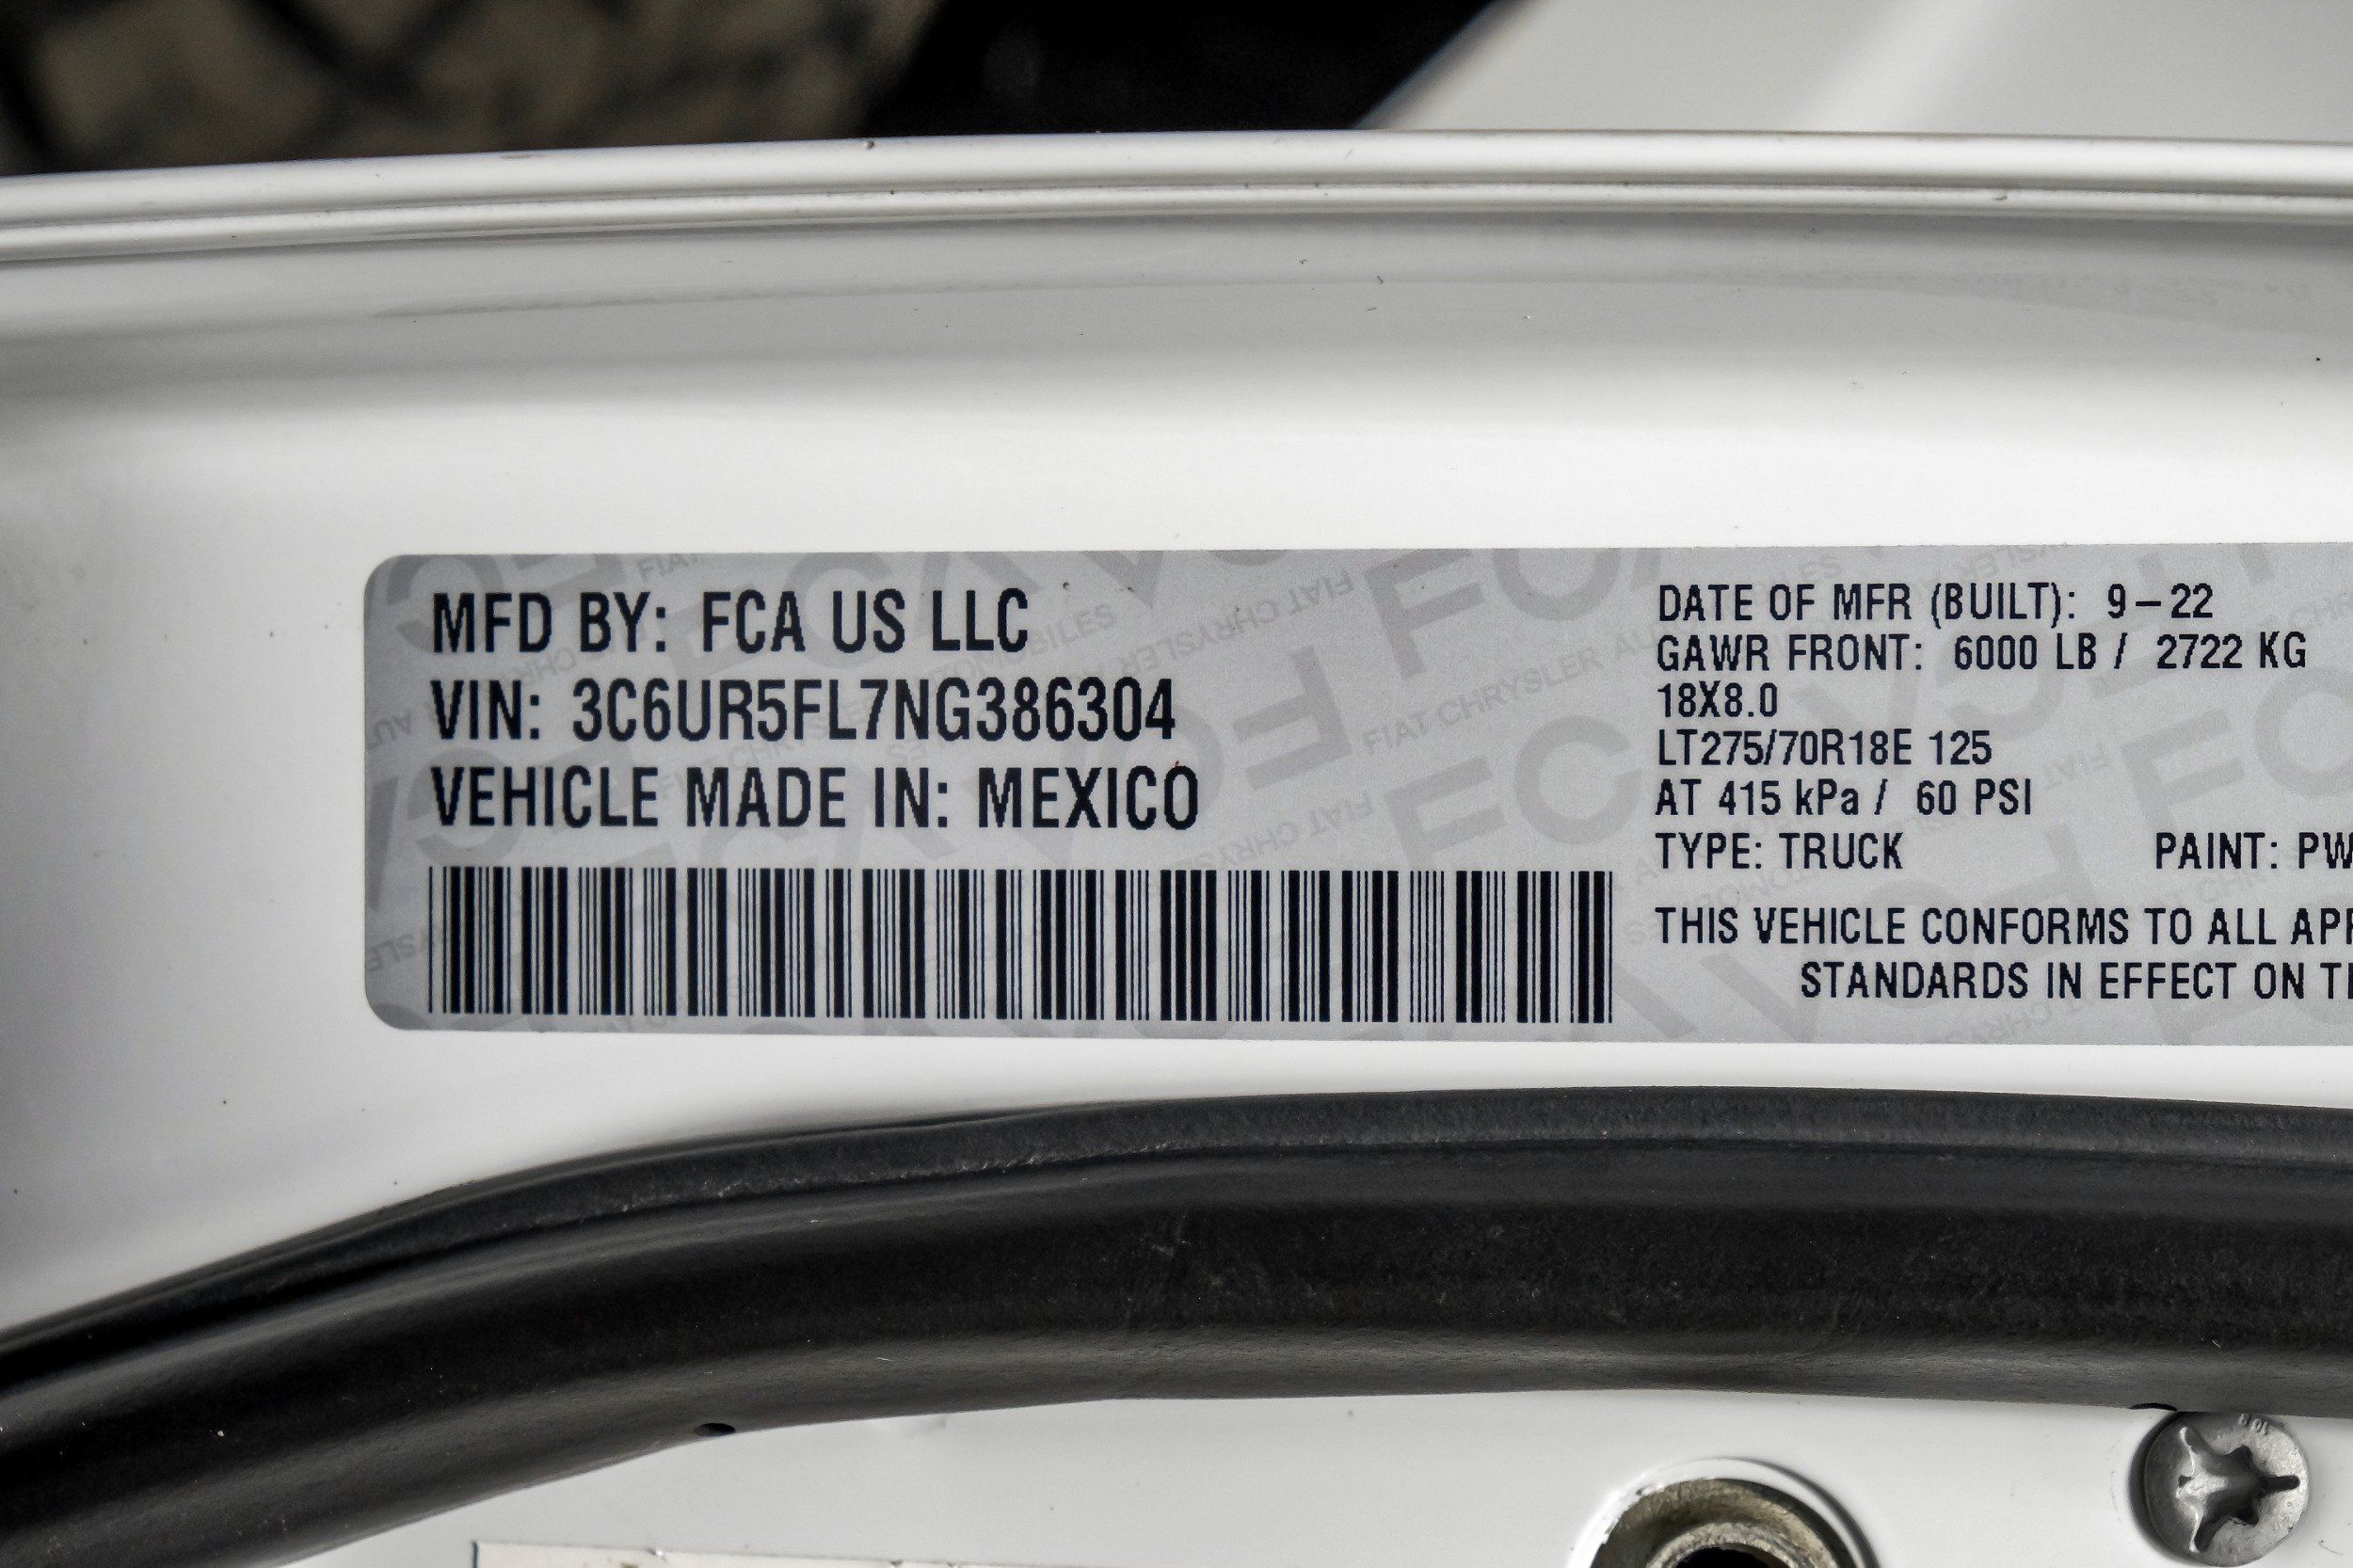 MFD BY: FCA US LLC
VIN: 3C6UR5FL7NG386304
VEHICLE MADE IN: MEXICO
DATE OF MFR (BUILT): 9-22
GAWR FRONT: 6000 LB / 2722 KG
18X8.0
LT275/70R18E 125
AT 415 kPa / 60 PSI
TYPE: TRUCK PAINT: PW
THIS VEHICLE CONFORMS TO ALL
STANDARDS IN EFFECT ON